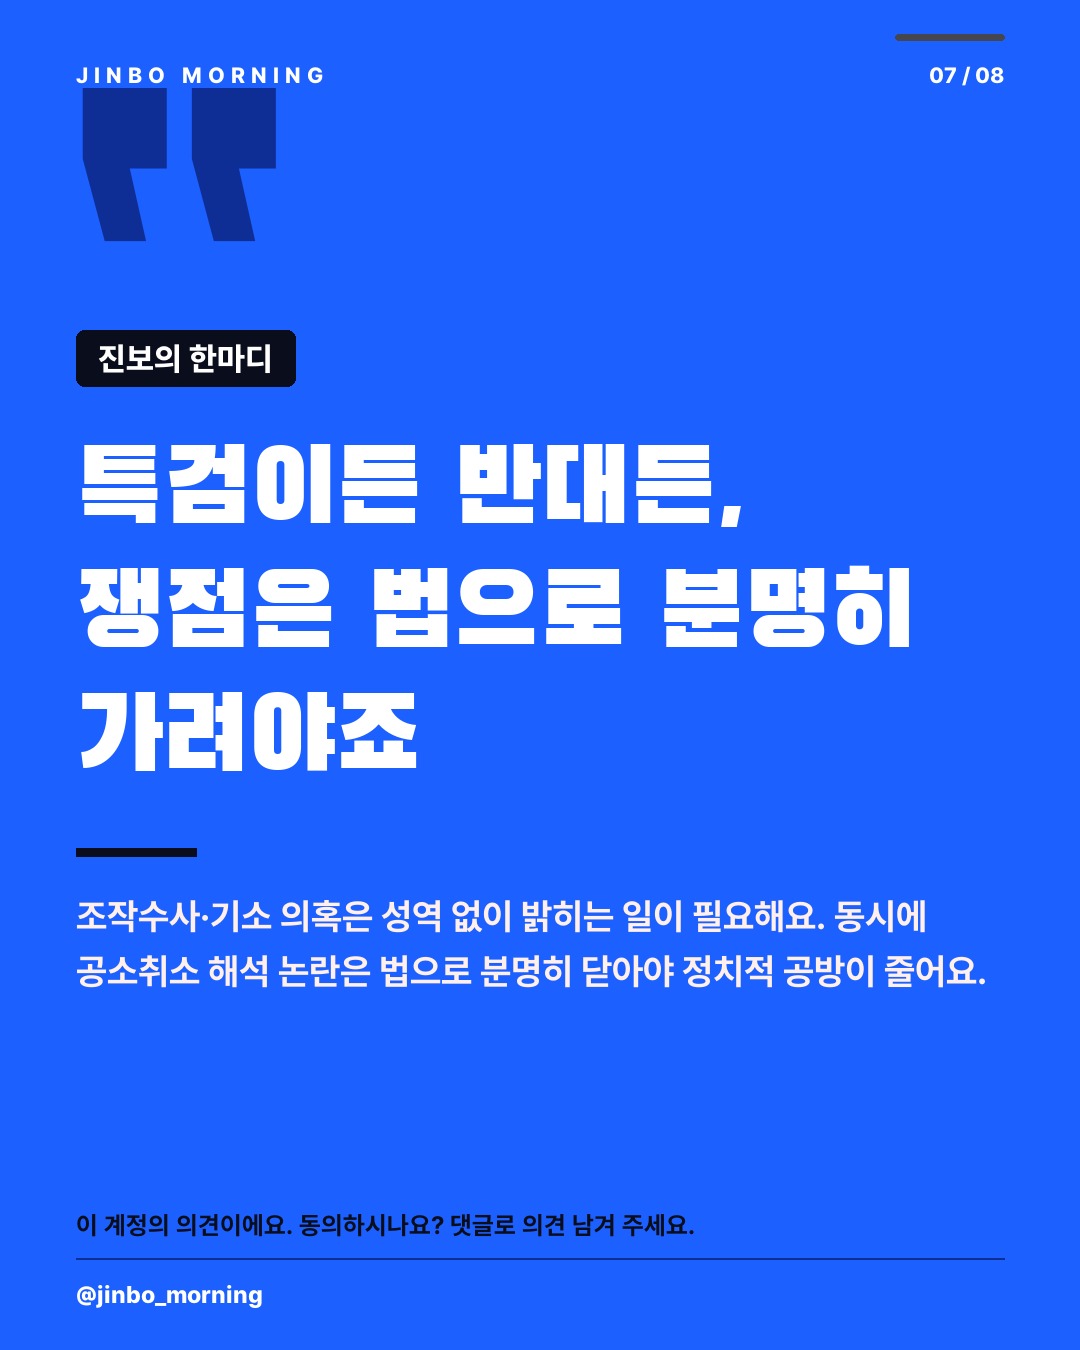 JINBO MORNING
07 / 08
진보의 한마디
특검이든 반대든,
쟁점은 법으로 분명히
가려야죠
조작수사·기소 의혹은 성역 없이 밝히는 일이 필요해요. 동시에
공소취소 해석 논란은 법으로 분명히 닫아야 정치적 공방이 줄어요.
이 계정의 의견이에요. 동의하시나요? 댓글로 의견 남겨 주세요.
@jinbo_morning